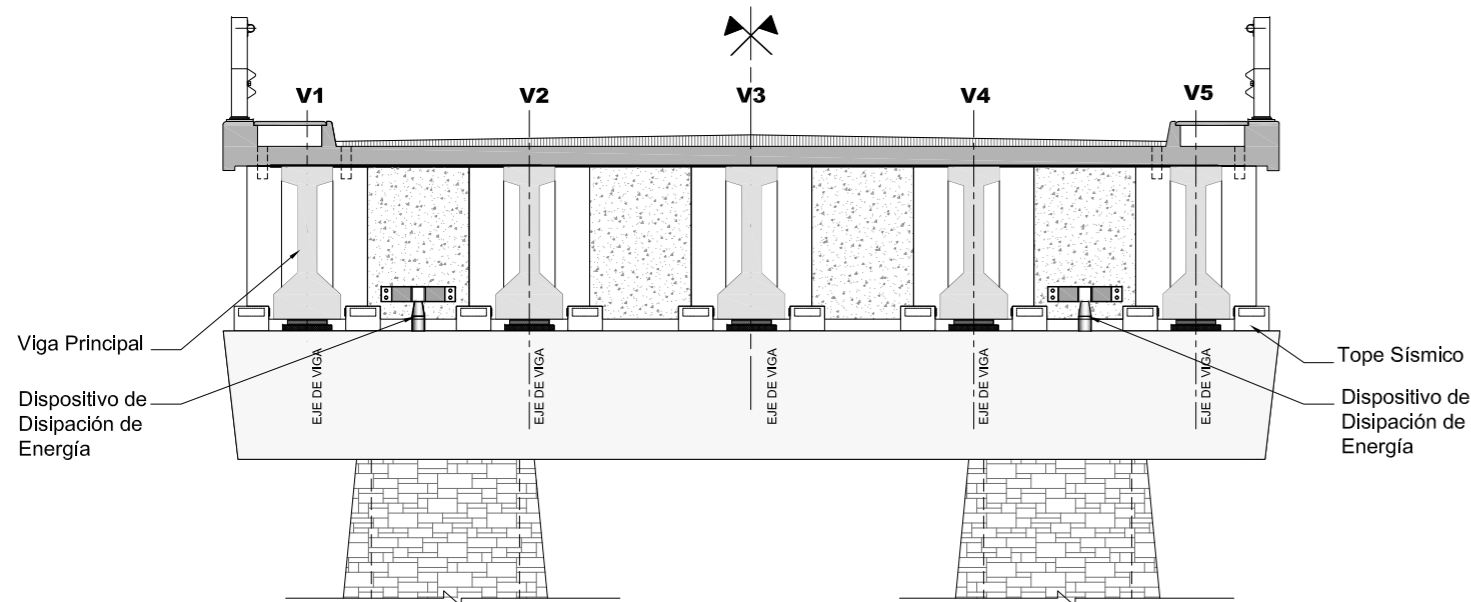 V1
V2
V3
V4
V5
Viga Principal
Dispositivo de
Disipación de
Energía
EJE DE VIGA
EJE DE VIGA
EJE DE VIGA
EJE DE VIGA
EJE DE VIGA
Tope Sísmico
Dispositivo de
Disipación de
Energía